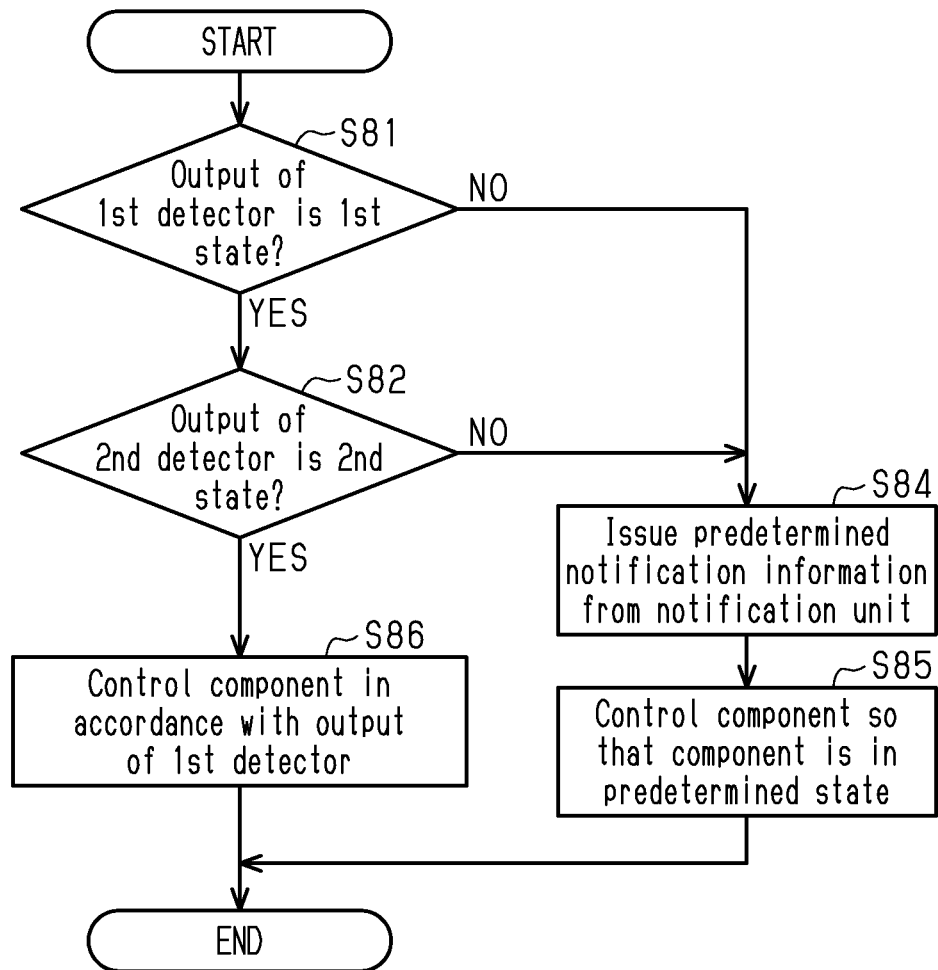 START
S81
Output of
1st detector is 1st
state?
NO
YES
S82
Output of
2nd detector is 2nd
state?
NO
YES
S84
Issue predetermined
notification information
from notification unit
S86
Control component in
accordance with output
of 1st detector
S85
Control component so
that component is in
predetermined state
END